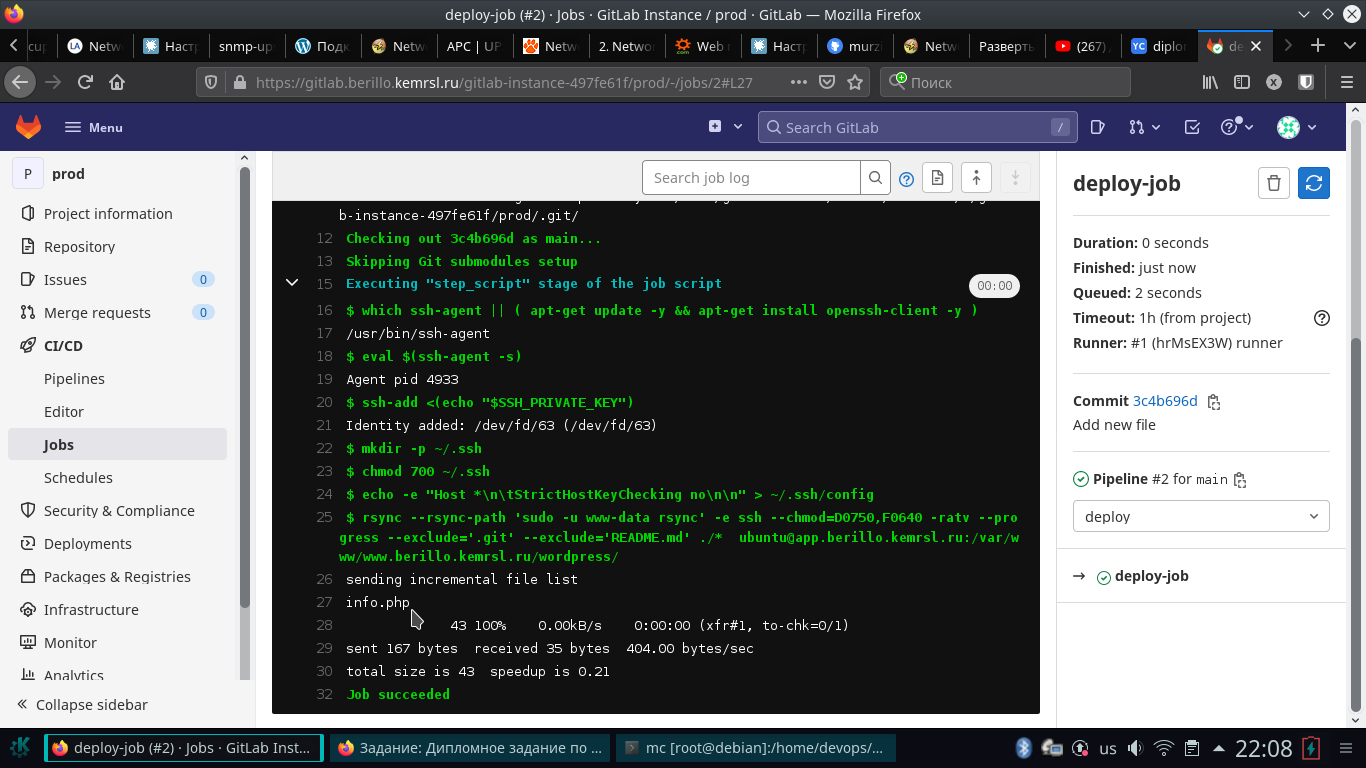 deploy-job (#2) · Jobs · GitLab Instance / prod · GitLab — Mozilla Firefox
Netw
Настр
snmp-up
Подк
Netw
APC | UP
Netw
2. Netwo
Web
Настр
murzi
Netw
Разверть
(267)
diplo
de
https://gitlab.berillo.kemrsl.ru/gitlab-instance-497fe61f/prod/-/jobs/2#L27
Поиск
Menu
Search GitLab
/
P prod
Project information
Repository
Issues 0
Merge requests 0
CI/CD
Pipelines
Editor
Jobs
Schedules
Security & Compliance
Deployments
Packages & Registries
Infrastructure
Monitor
Analytics
Collapse sidebar
Search job log
b-instance-497fe61f/prod/.git/
12 Checking out 3c4b696d as main...
13 Skipping Git submodules setup
15 Executing "step_script" stage of the job script 00:00
16 $ which ssh-agent || ( apt-get update -y && apt-get install openssh-client -y )
17 /usr/bin/ssh-agent
18 $ eval $(ssh-agent -s)
19 Agent pid 4933
20 $ ssh-add <(echo "$SSH_PRIVATE_KEY")
21 Identity added: /dev/fd/63 (/dev/fd/63)
22 $ mkdir -p ~/.ssh
23 $ chmod 700 ~/.ssh
24 $ echo -e "Host *\n\tStrictHostKeyChecking no\n\n" > ~/.ssh/config
25 $ rsync --rsync-path 'sudo -u www-data rsync' -e ssh --chmod=D0750,F0640 -ratv --pro
gress --exclude='.git' --exclude='README.md' ./*  ubuntu@app.berillo.kemrsl.ru:/var/w
ww/www.berillo.kemrsl.ru/wordpress/
26 sending incremental file list
27 info.php
28 43 100%    0.00kB/s    0:00:00 (xfr#1, to-chk=0/1)
29 sent 167 bytes  received 35 bytes  404.00 bytes/sec
30 total size is 43  speedup is 0.21
32 Job succeeded
deploy-job
Duration: 0 seconds
Finished: just now
Queued: 2 seconds
Timeout: 1h (from project)
Runner: #1 (hrMsEX3W) runner
Commit 3c4b696d
Add new file
Pipeline #2 for main
deploy
deploy-job
deploy-job (#2) · Jobs · GitLab Inst...
Задание: Дипломное задание по ...
mc [root@debian]:/home/devops/...
us
22:08